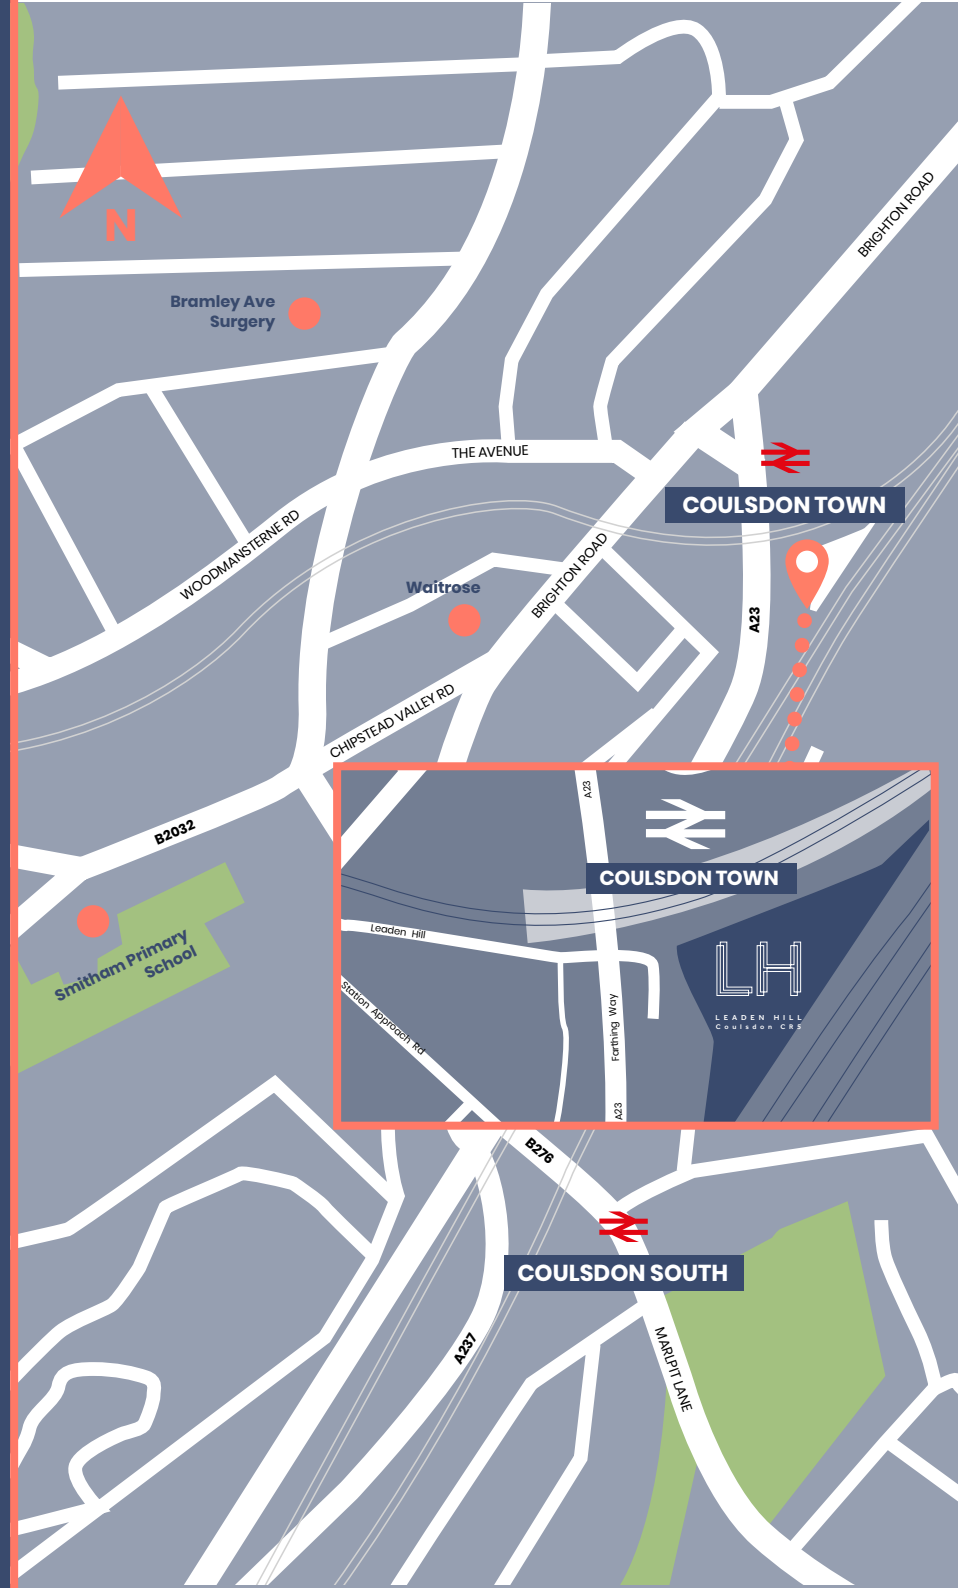 BRIGHTON ROAD
N
Bramley Ave
Surgery
THE AVENUE
COULSDON TOWN
WOODMANSTERNE RD
BRIGHTON ROAD
Waitrose
A23
CHIPSTEAD VALLEY RD
B2032
A23
COULSDON TOWN
Leaden Hill
Smitham Primary
School
LH
LEADEN HILL
Coulsdon CR5
Station Approach Rd
Farthing Way
A23
B276
COULSDON SOUTH
A237
MARLPIT LANE